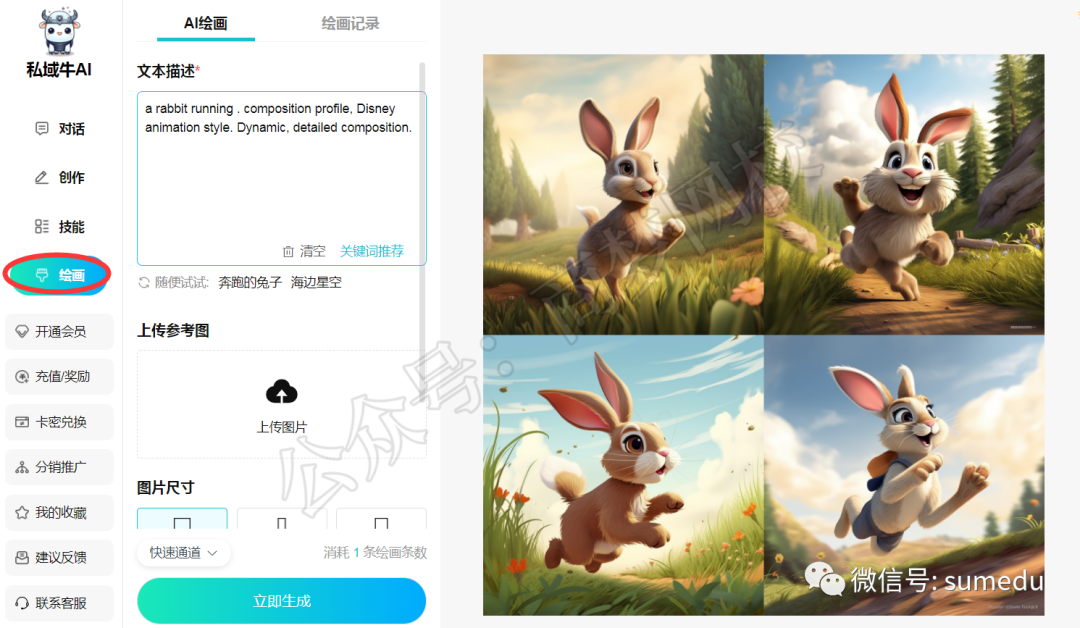 私域牛AI
对话
创作
技能
绘画
开通会员
充值/奖励
卡密兑换
分销推广
我的收藏
建议反馈
联系客服
AI绘画
绘画记录
文本描述*
a rabbit running . composition profile, Disney
animation style. Dynamic, detailed composition.
清空
关键词推荐
随便试试:
奔跑的兔子
海边星空
上传参考图
上传图片
图片尺寸
快速通道
消耗 1 条绘画条数
立即生成
公众号:
微信号: sumedu